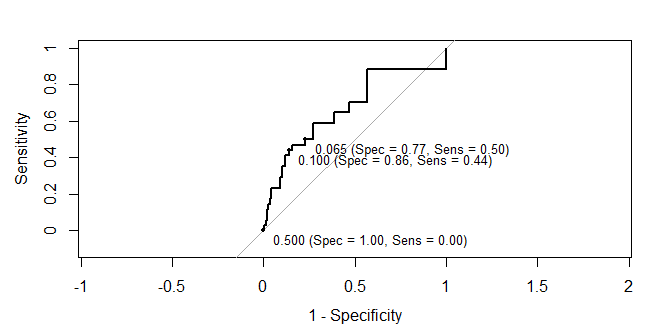 Sensitivity
1
0.8
0.6
0.4
0.2
0
0.065 (Spec = 0.77, Sens = 0.50)
0.100 (Spec = 0.86, Sens = 0.44)
0.500 (Spec = 1.00, Sens = 0.00)
-1 -0.5 0 0.5 1 1.5 2
1 - Specificity